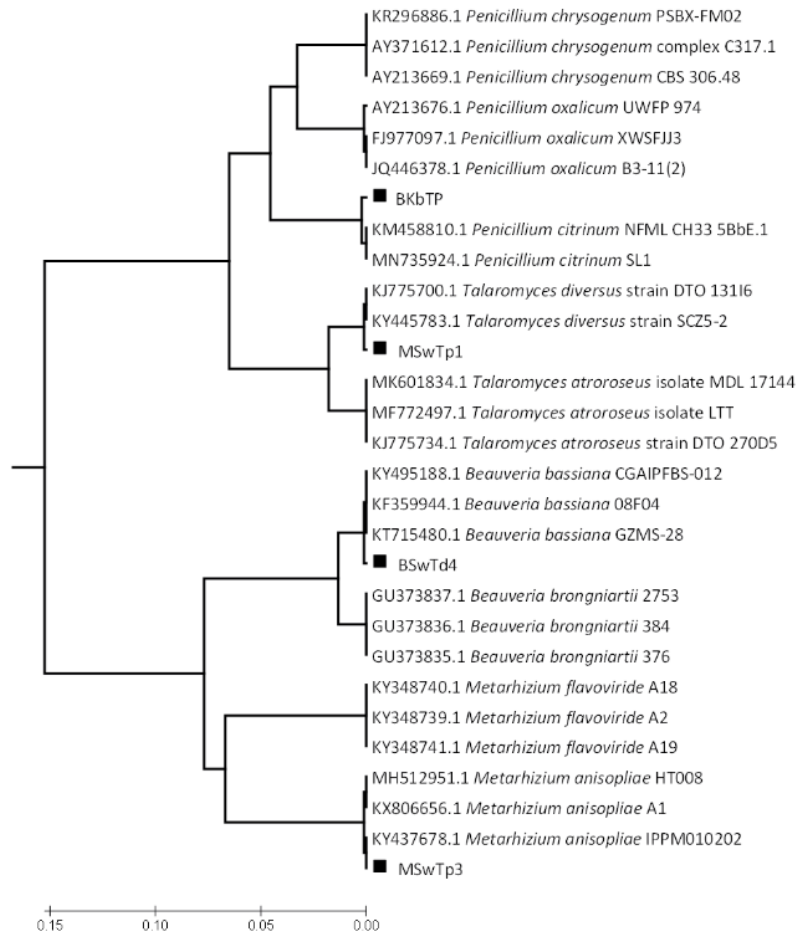 KR296886.1 Penicillium chrysogenum PSBX-FM02
AY371612.1 Penicillium chrysogenum complex C317.1
AY213669.1 Penicillium chrysogenum CBS 306.48
AY213676.1 Penicillium oxalicum UWFP 974
FJ977097.1 Penicillium oxalicum XWSFJJ3
JQ446378.1 Penicillium oxalicum B3-11(2)
BKbTP
KM458810.1 Penicillium citrinum NFML CH33 5BbE.1
MN735924.1 Penicillium citrinum SL1
KJ775700.1 Talaromyces diversus strain DTO 131I6
KY445783.1 Talaromyces diversus strain SCZ5-2
MSwTp1
MK601834.1 Talaromyces atroroseus isolate MDL 17144
MF772497.1 Talaromyces atroroseus isolate LTT
KJ775734.1 Talaromyces atroroseus strain DTO 270D5
KY495188.1 Beauveria bassiana CGAIPFBS-012
KF359944.1 Beauveria bassiana 08F04
KT715480.1 Beauveria bassiana GZMS-28
BSwTd4
GU373837.1 Beauveria brongniartii 2753
GU373836.1 Beauveria brongniartii 384
GU373835.1 Beauveria brongniartii 376
KY348740.1 Metarhizium flavoviride A18
KY348739.1 Metarhizium flavoviride A2
KY348741.1 Metarhizium flavoviride A19
MH512951.1 Metarhizium anisopliae HT008
KX806656.1 Metarhizium anisopliae A1
KY437678.1 Metarhizium anisopliae IPPM010202
MSwTp3
0.15 0.10 0.05 0.00